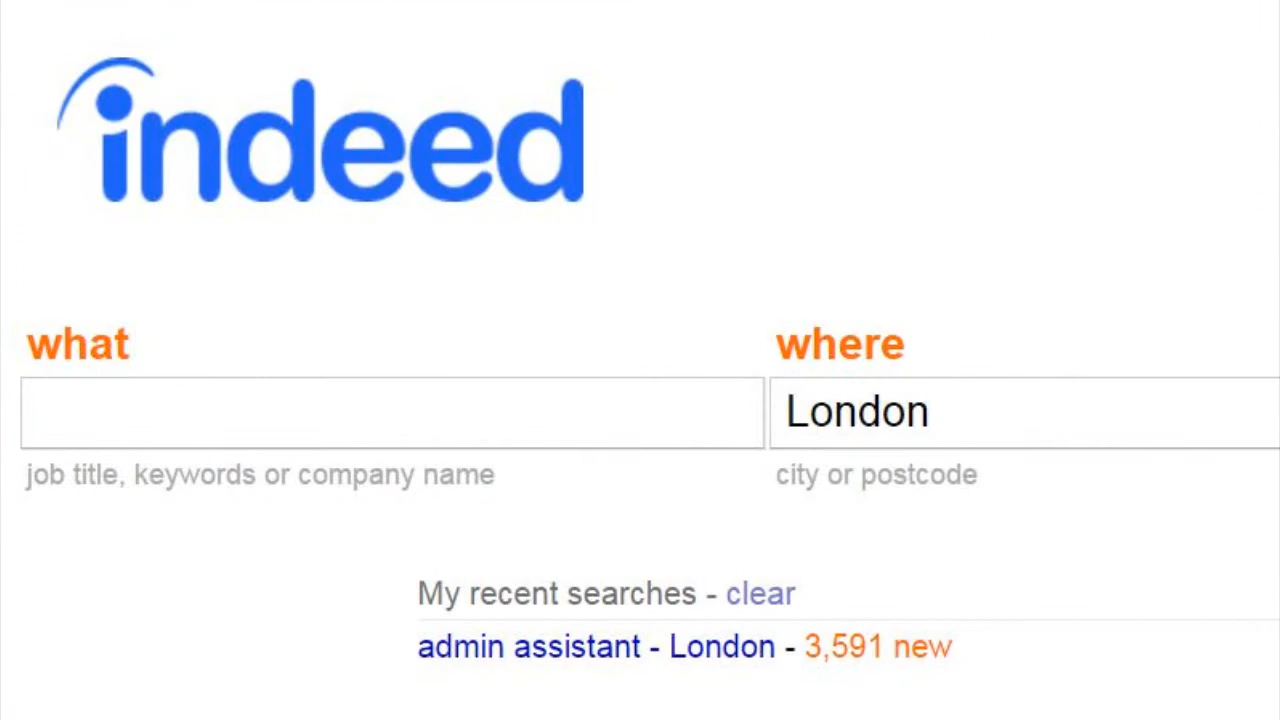 indeed
what where
London
job title, keywords or company name city or postcode
My recent searches - clear
admin assistant - London - 3,591 new